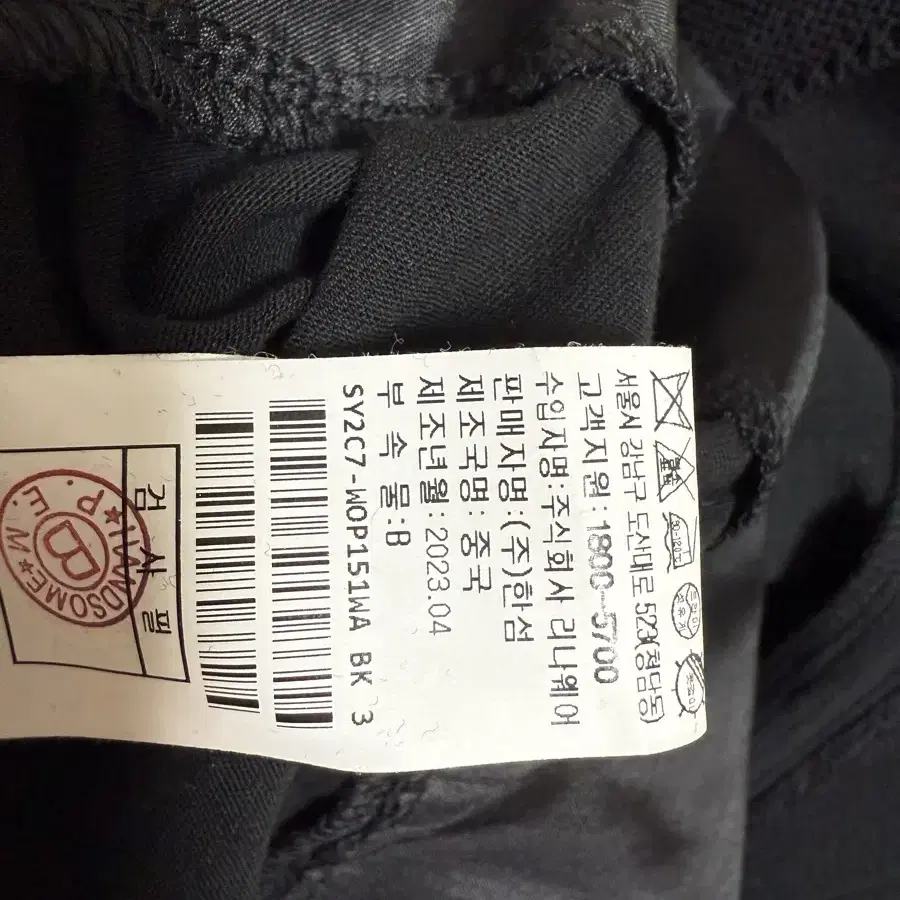 서울시 강남구 도산대로 523(청담동)
고객지원:1800-5700
수입자명:주식회사 리나웨어
판매자명:(주)한섬
제조국명: 중국
제조년월: 2023.04
부 속 물:B
SY2C7-WOP151WA BK 3
검 사 필
HANDSOME
B